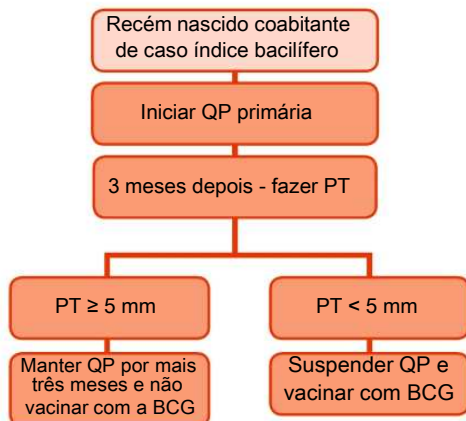 Recém nascido coabitante
de caso índice bacilífero
Iniciar QP primária
3 meses depois - fazer PT
PT ≥ 5 mm
PT < 5 mm
Manter QP por mais
três meses e não
vacinar com a BCG
Suspender QP e
vacinar com BCG